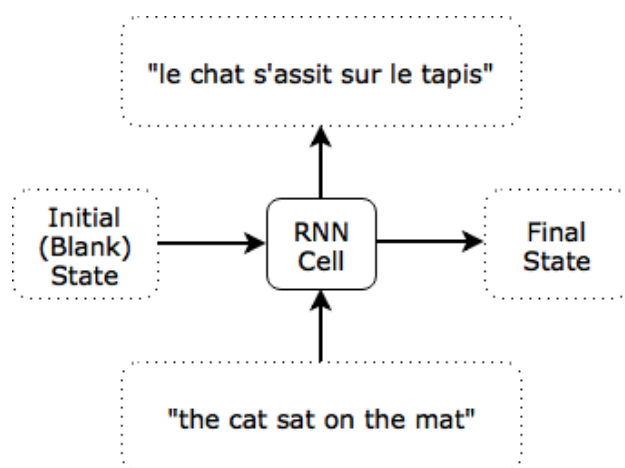 "le chat s'assit sur le tapis"
Initial
(Blank)
State
RNN
Cell
Final
State
"the cat sat on the mat"